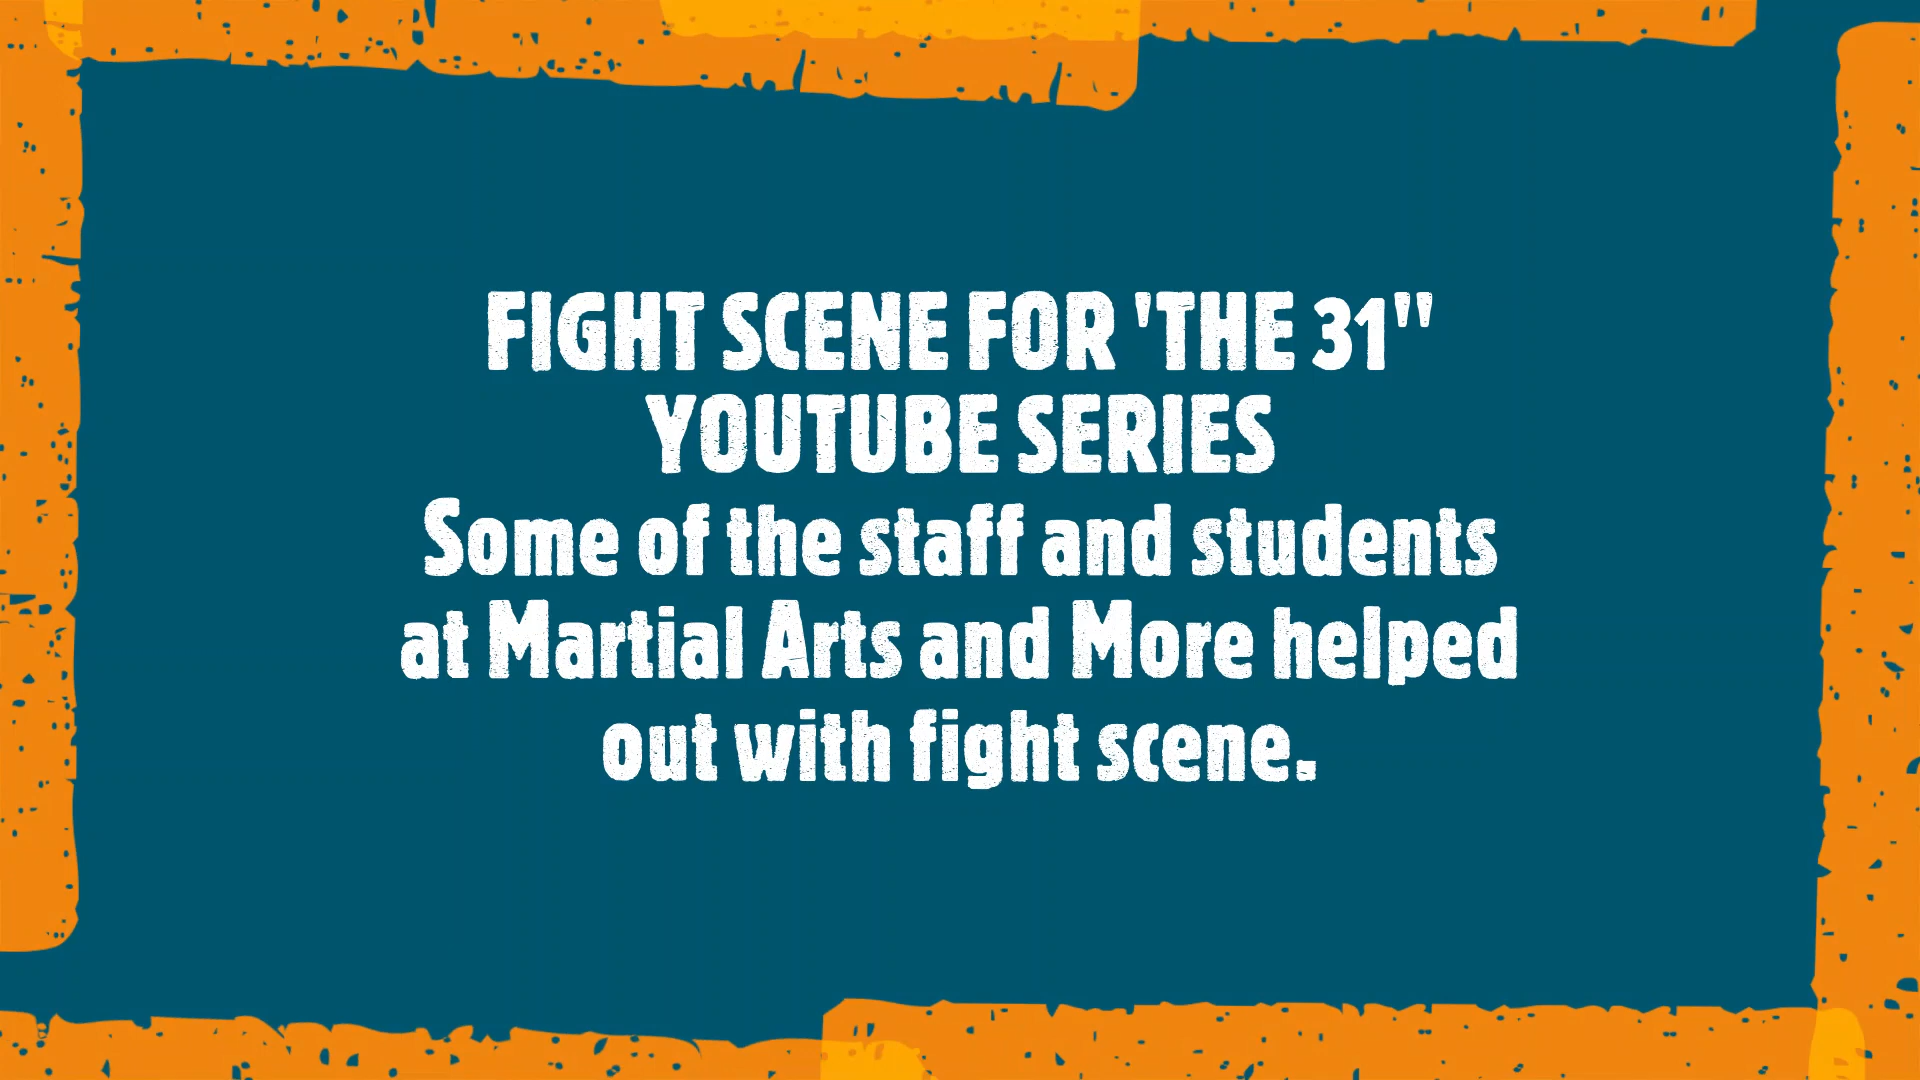 FIGHT SCENE FOR 'THE 31"
YOUTUBE SERIES
Some of the staff and students
at Martial Arts and More helped
out with fight scene.